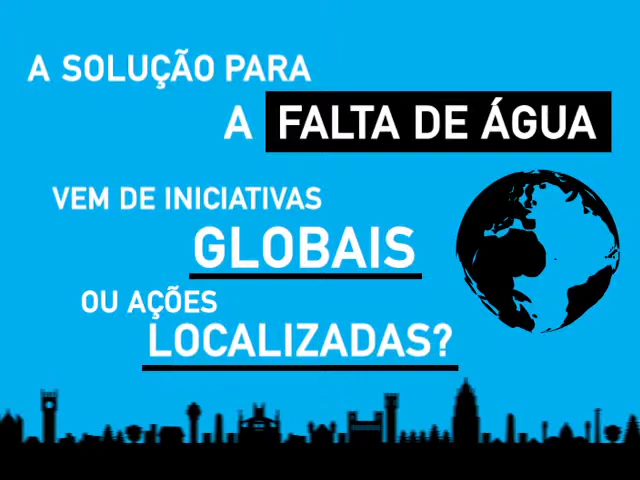 A SOLUÇÃO PARA
A FALTA DE ÁGUA
VEM DE INICIATIVAS
GLOBAIS
OU AÇÕES
LOCALIZADAS?